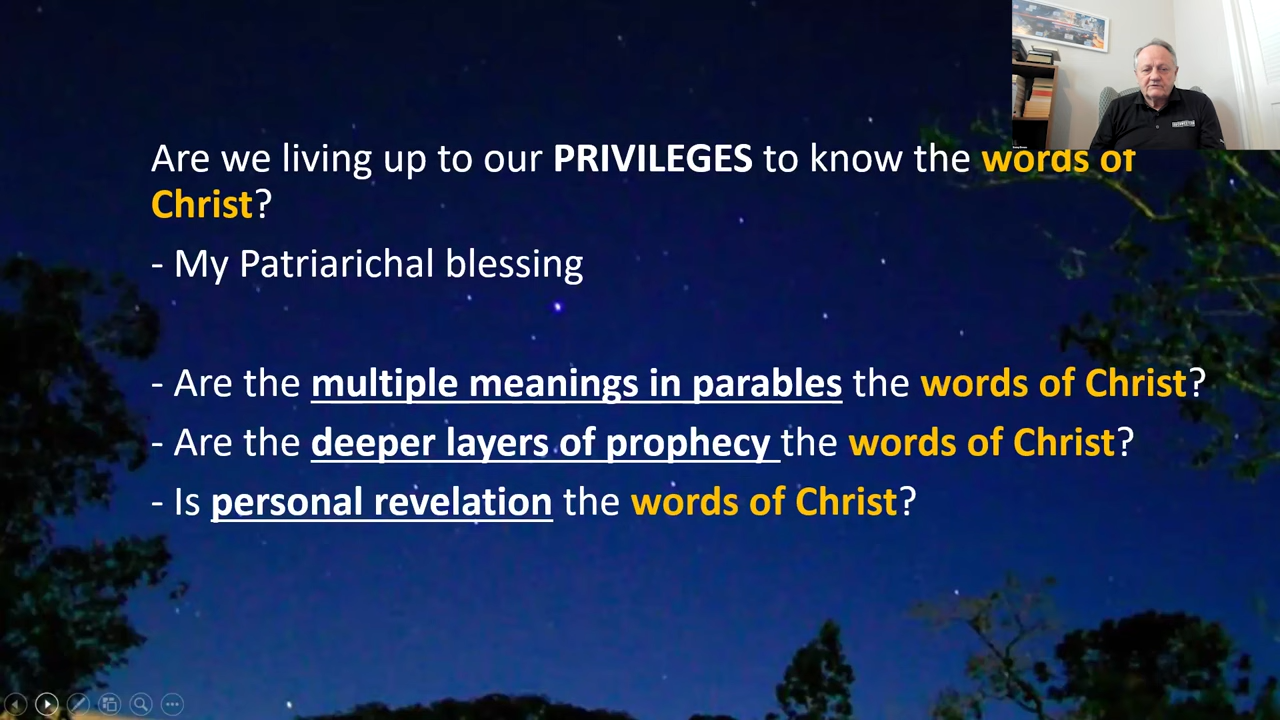 Are we living up to our PRIVILEGES to know the words of
Christ?
- My Patriarichal blessing
- Are the multiple meanings in parables the words of Christ?
- Are the deeper layers of prophecy the words of Christ?
- Is personal revelation the words of Christ?